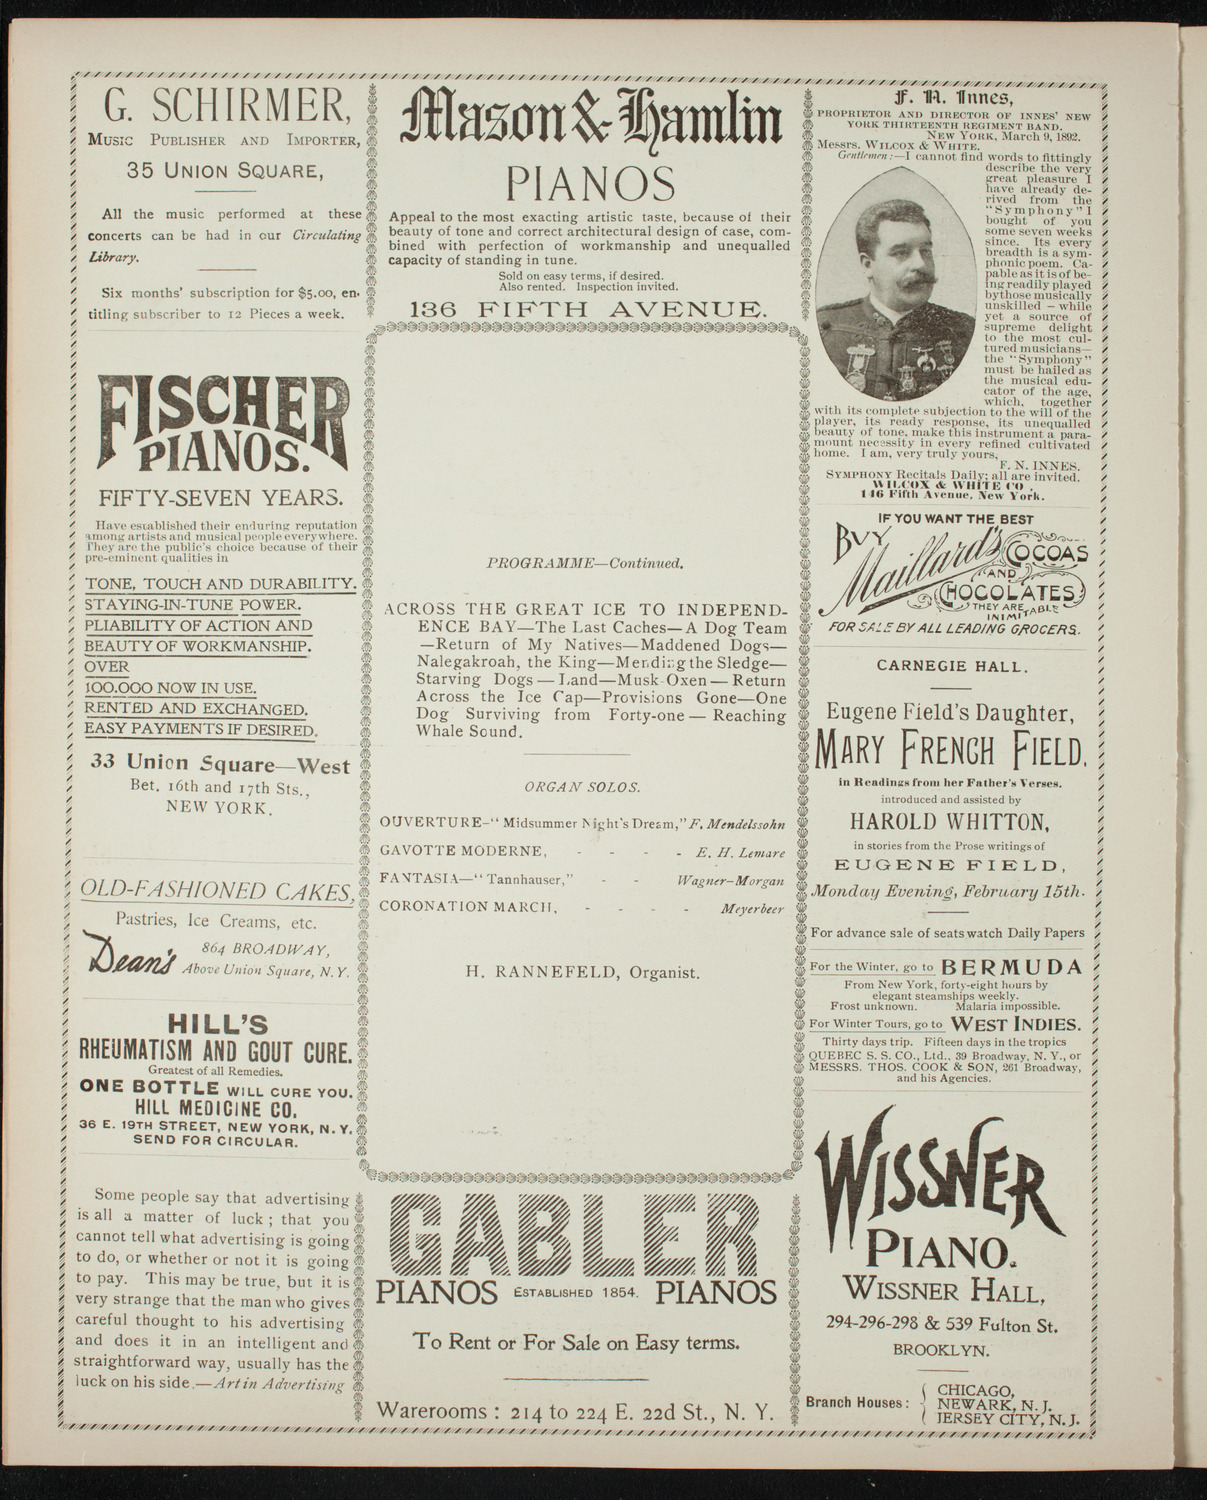 G. SCHIRMER,
MUSIC PUBLISHER AND IMPORTER,
35 UNION SQUARE,
All the music performed at these
concerts can be had in our Circulating
Library.
Six months' subscription for $5.00, en-
titling subscriber to 12 Pieces a week.
FISCHER
PIANOS.
FIFTY-SEVEN YEARS.
Have established their enduring reputation
among artists and musical people everywhere.
They are the public's choice because of their
pre-eminent qualities in
TONE, TOUCH AND DURABILITY.
STAYING-IN-TUNE POWER.
PLIABILITY OF ACTION AND
BEAUTY OF WORKMANSHIP.
OVER
100.000 NOW IN USE.
RENTED AND EXCHANGED.
EASY PAYMENTS IF DESIRED.
33 Union Square—West
Bet. 16th and 17th Sts.,
NEW YORK.
OLD-FASHIONED CAKES,
Pastries, Ice Creams, etc.
Dean's 864 BROADWAY,
Above Union Square, N. Y.
HILL'S
RHEUMATISM AND GOUT CURE.
Greatest of all Remedies.
ONE BOTTLE WILL CURE YOU.
HILL MEDICINE CO.
36 E. 19TH STREET, NEW YORK, N. Y.
SEND FOR CIRCULAR.
Some people say that advertising
is all a matter of luck; that you
cannot tell what advertising is going
to do, or whether or not it is going
to pay. This may be true, but it is
very strange that the man who gives
careful thought to his advertising
and does it in an intelligent and
straightforward way, usually has the
luck on his side.—Art in Advertising
Mason & Hamlin
PIANOS
Appeal to the most exacting artistic taste, because of their
beauty of tone and correct architectural design of case, com-
bined with perfection of workmanship and unequalled
capacity of standing in tune.
Sold on easy terms, if desired.
Also rented. Inspection invited.
136 FIFTH AVENUE.
PROGRAMME—Continued.
ACROSS THE GREAT ICE TO INDEPEND-
ENCE BAY—The Last Caches—A Dog Team
—Return of My Natives—Maddened Dogs—
Nalegakroah, the King—Mending the Sledge—
Starving Dogs—Land—Musk-Oxen—Return
Across the Ice Cap—Provisions Gone—One
Dog Surviving from Forty-one—Reaching
Whale Sound.
ORGAN SOLOS.
OUVERTURE-"Midsummer Night's Dream," F. Mendelssohn
GAVOTTE MODERNE, - - - - E. H. Lemare
FANTASIA—"Tannhauser," - - Wagner-Morgan
CORONATION MARCH, - - - - Meyerbeer
H. RANNEFELD, Organist.
GABLER
PIANOS ESTABLISHED 1854. PIANOS
To Rent or For Sale on Easy terms.
Warerooms: 214 to 224 E. 22d St., N. Y.
F. N. Innes,
PROPRIETOR AND DIRECTOR OF INNES' NEW
YORK THIRTEENTH REGIMENT BAND.
NEW YORK, March 9, 1892.
Messrs. WILCOX & WHITE.
Gentlemen:—I cannot find words to fittingly
describe the very
great pleasure I
have already de-
rived from the
"Symphony" I
bought of you
some seven weeks
since. Its every
breadth is a sym-
phonic poem. Ca-
pable as it is of be-
ing readily played
by those musically
unskilled — while
yet a source of
supreme delight
to the most cul-
tured musicians—
the "Symphony"
must be hailed as
the musical edu-
cator of the age,
which, together
with its complete subjection to the will of the
player, its ready response, its unequalled
beauty of tone, make this instrument a para-
mount necessity in every refined cultivated
home. I am, very truly yours,
F. N. INNES.
SYMPHONY Recitals Daily; all are invited.
WILCOX & WHITE CO.,
146 Fifth Avenue, New York.
IF YOU WANT THE BEST
BUY
Maillard's COCOAS
AND
CHOCOLATES
THEY ARE INIMITABLE
FOR SALE BY ALL LEADING GROCERS.
CARNEGIE HALL.
Eugene Field's Daughter,
MARY FRENCH FIELD,
in Readings from her Father's Verses.
introduced and assisted by
HAROLD WHITTON,
in stories from the Prose writings of
EUGENE FIELD,
Monday Evening, February 15th.
For advance sale of seats watch Daily Papers
For the Winter, go to BERMUDA
From New York, forty-eight hours by
elegant steamships weekly.
Frost unknown. Malaria impossible.
For Winter Tours, go to WEST INDIES.
Thirty days trip. Fifteen days in the tropics
QUEBEC S. S. CO., Ltd., 39 Broadway, N. Y., or
MESSRS. THOS. COOK & SON, 261 Broadway,
and his Agencies.
WISSNER
PIANO.
WISSNER HALL,
294-296-298 & 539 Fulton St.
BROOKLYN.
Branch Houses: CHICAGO,
NEWARK, N. J.
JERSEY CITY, N. J.